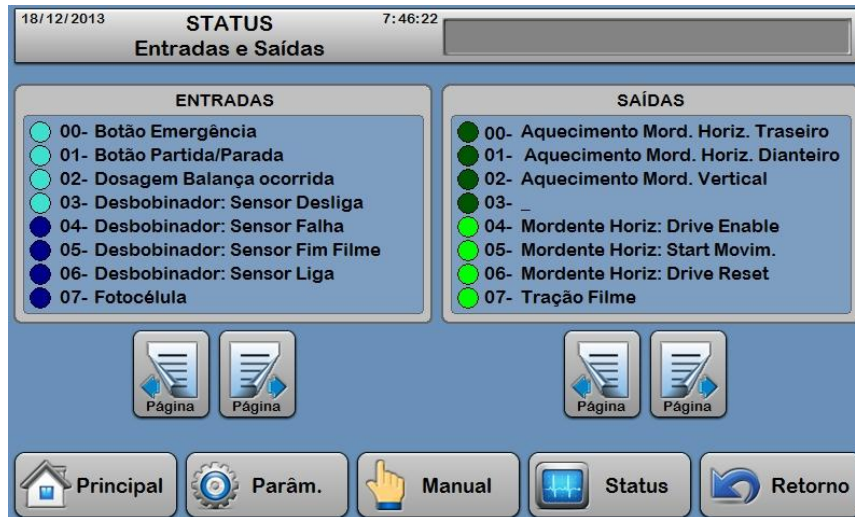 18/12/2013
STATUS
7:46:22
Entradas e Saídas
ENTRADAS
00- Botão Emergência
01- Botão Partida/Parada
02- Dosagem Balança ocorrida
03- Desbobinador: Sensor Desliga
04- Desbobinador: Sensor Falha
05- Desbobinador: Sensor Fim Filme
06- Desbobinador: Sensor Liga
07- Fotocélula
SAÍDAS
00- Aquecimento Mord. Horiz. Traseiro
01- Aquecimento Mord. Horiz. Dianteiro
02- Aquecimento Mord. Vertical
03- _
04- Mordente Horiz: Drive Enable
05- Mordente Horiz: Start Movim.
06- Mordente Horiz: Drive Reset
07- Tração Filme
Página
Página
Página
Página
Principal
Parâm.
Manual
Status
Retorno